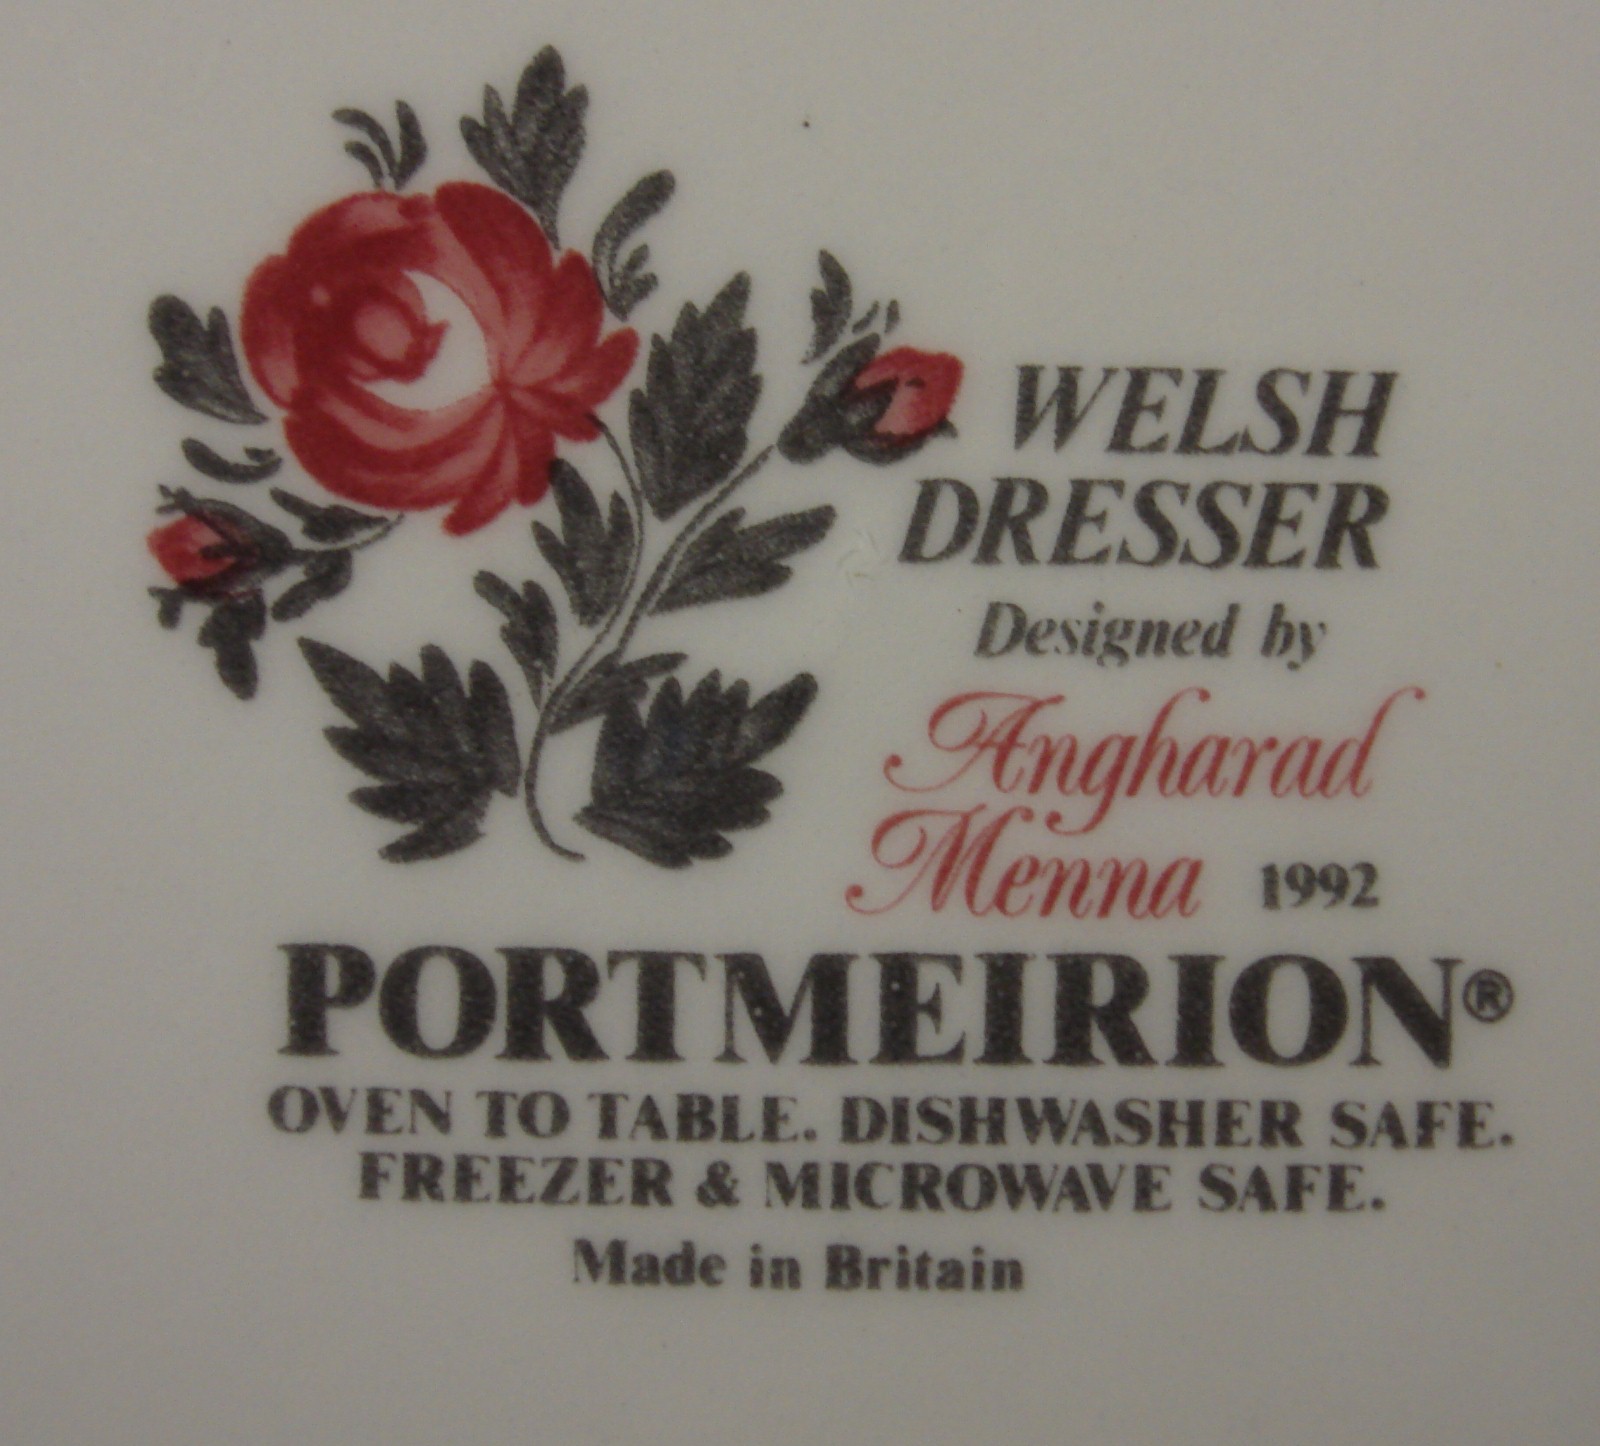 WELSH
DRESSER
Designed by
Angharad
Menna 1992
PORTMEIRION®
OVEN TO TABLE. DISHWASHER SAFE.
FREEZER & MICROWAVE SAFE.
Made in Britain